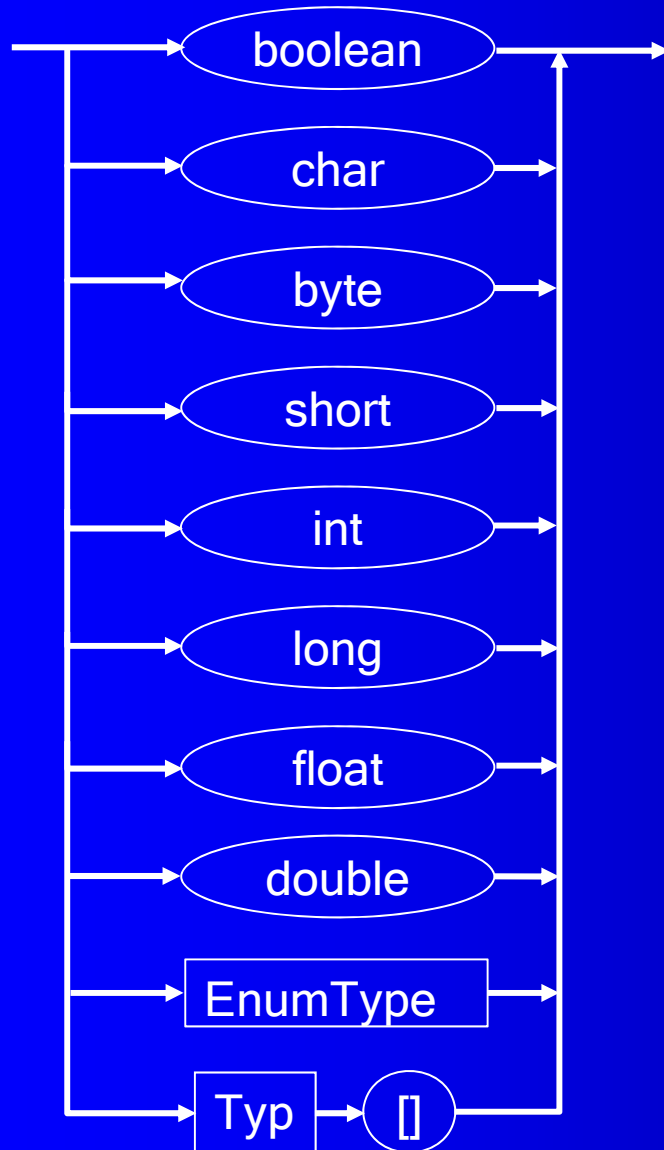 boolean
char
byte
short
int
long
float
double
EnumType
Typ []